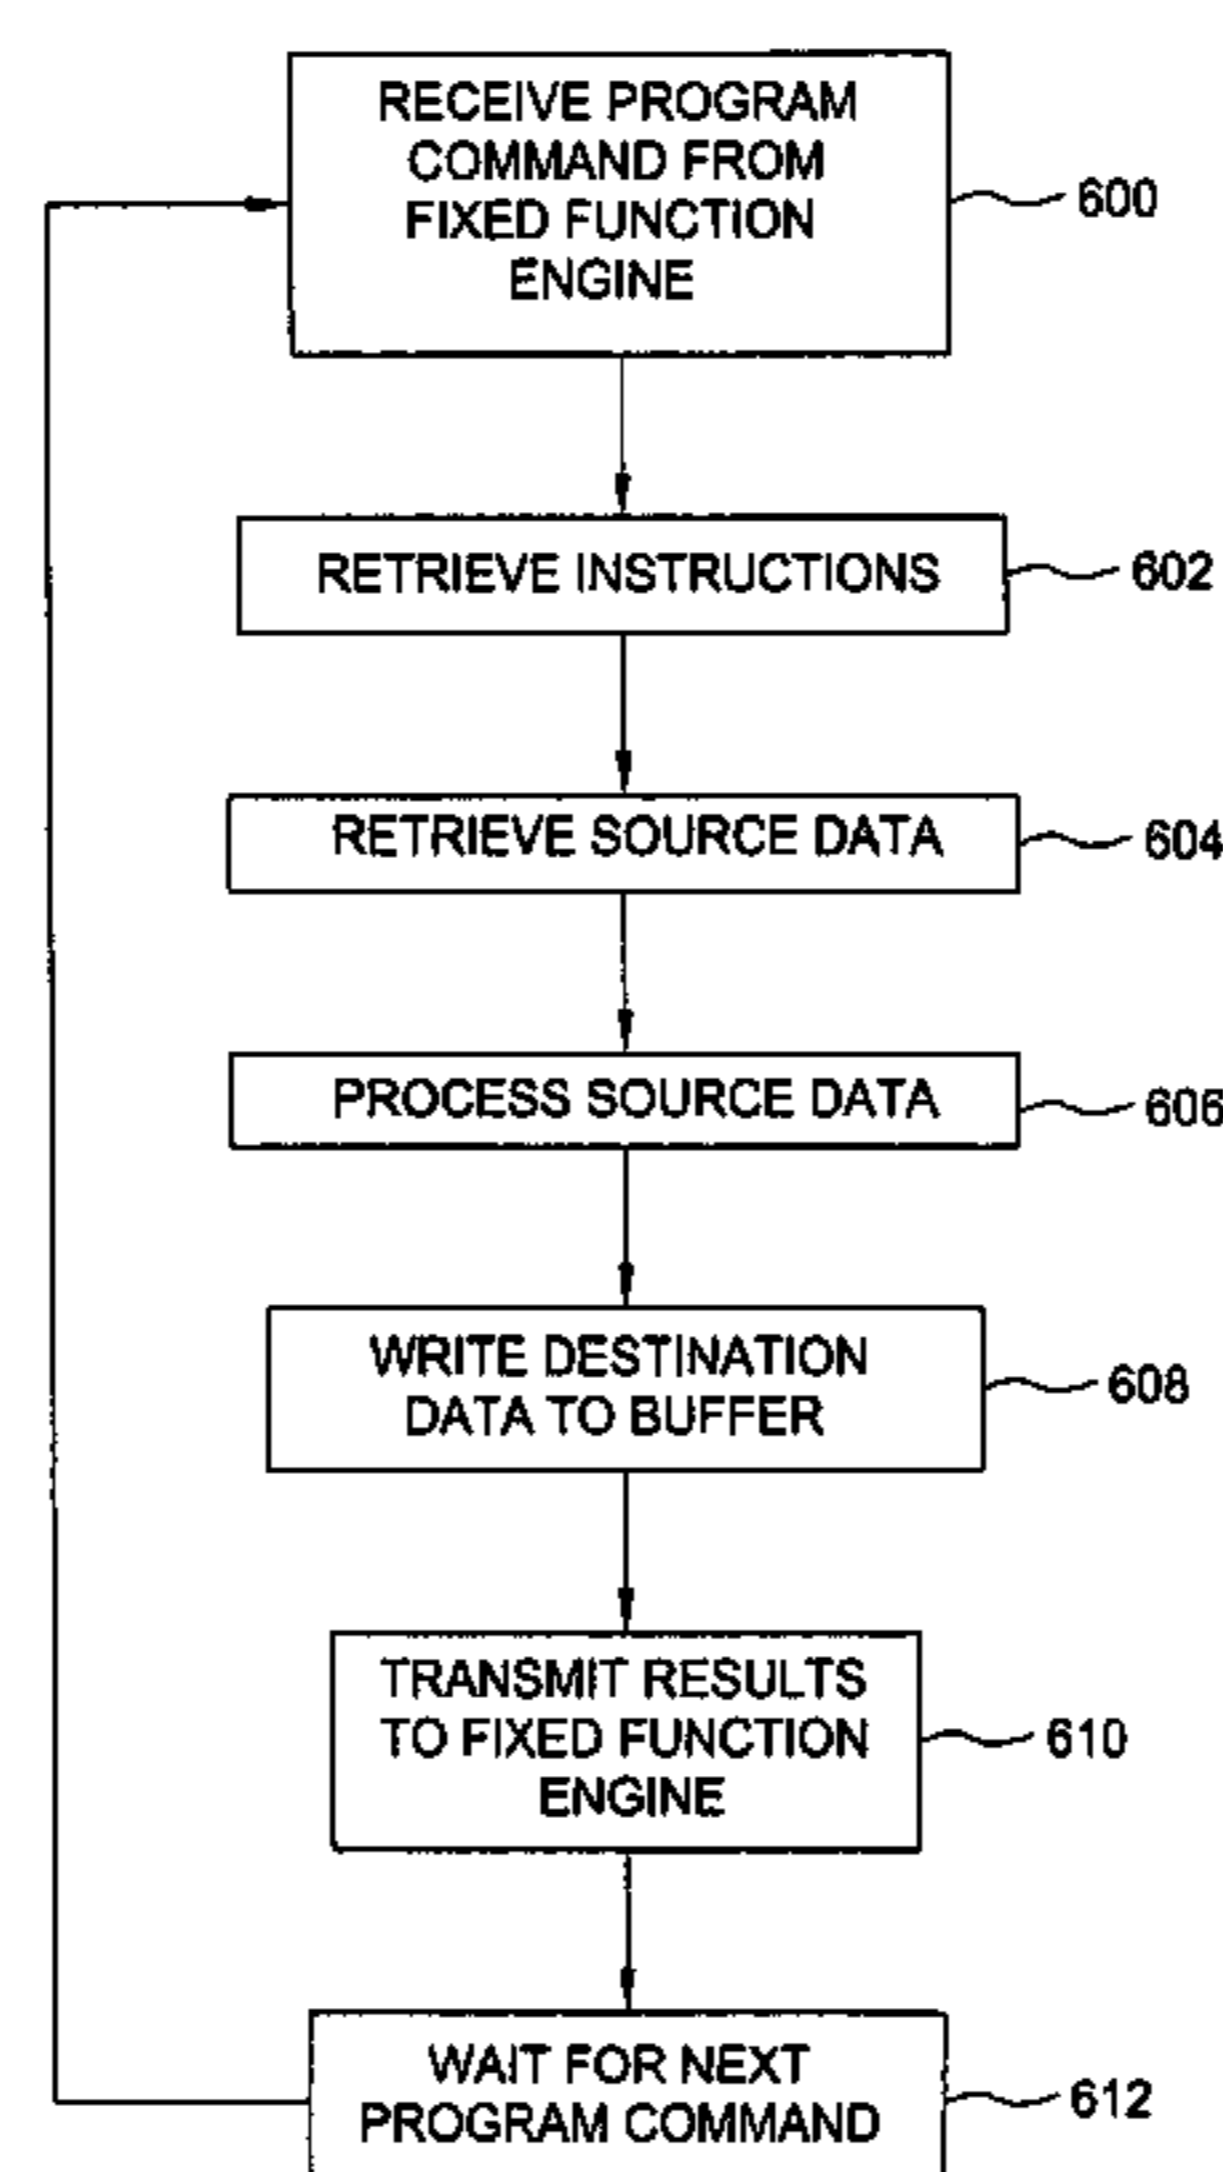 RECEIVE PROGRAM
COMMAND FROM
FIXED FUNCTION
ENGINE
600
RETRIEVE INSTRUCTIONS
602
RETRIEVE SOURCE DATA
604
PROCESS SOURCE DATA
606
WRITE DESTINATION
DATA TO BUFFER
608
TRANSMIT RESULTS
TO FIXED FUNCTION
ENGINE
610
WAIT FOR NEXT
PROGRAM COMMAND
612